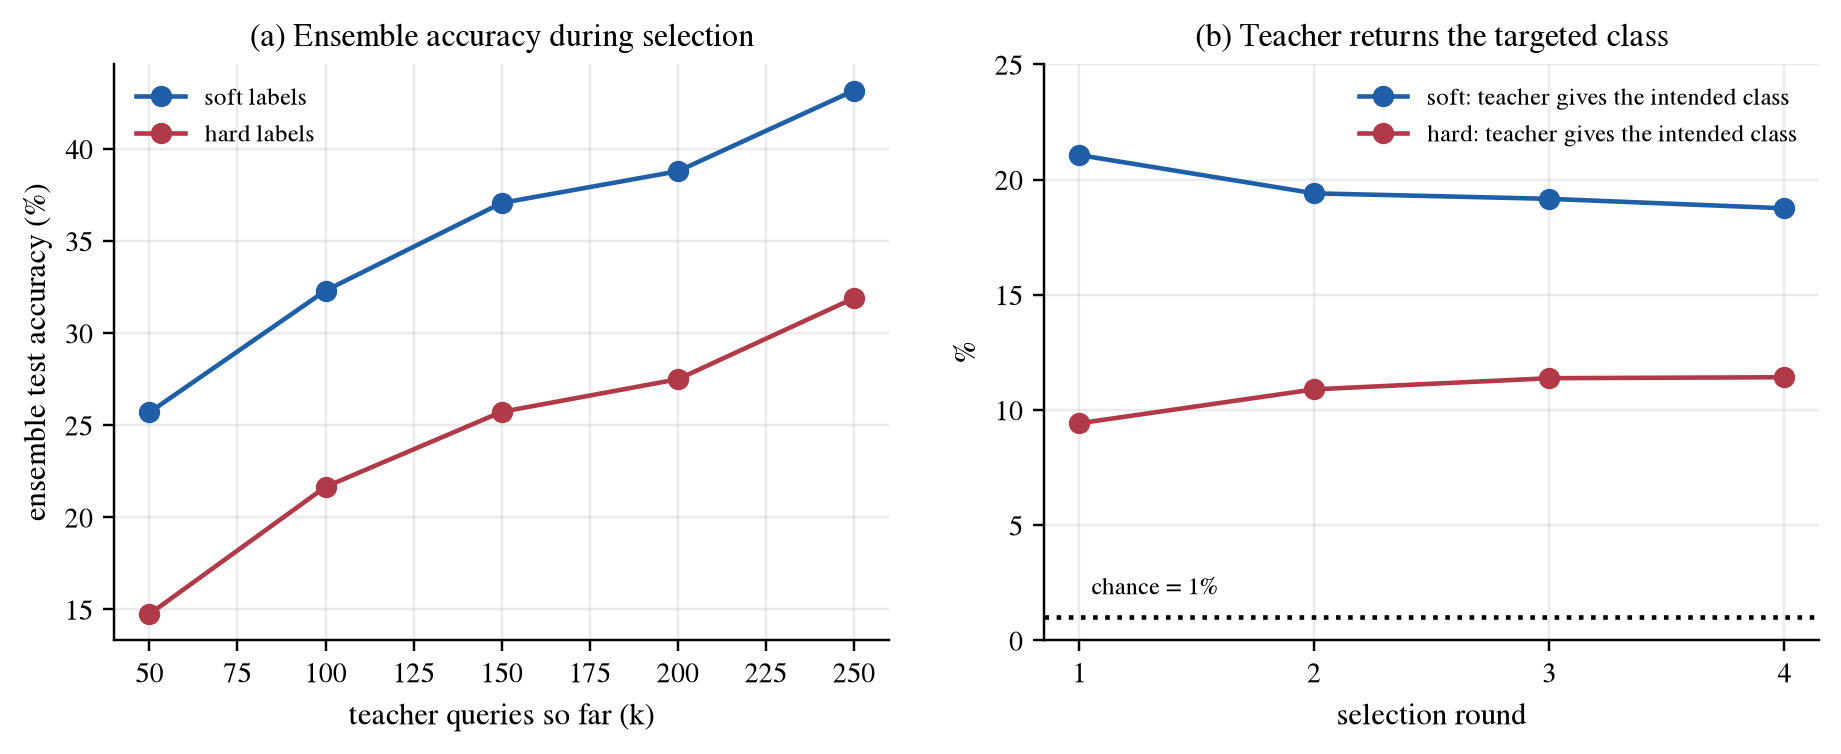 (a) Ensemble accuracy during selection
soft labels
hard labels
ensemble test accuracy (%)
40
35
30
25
20
15
50 75 100 125 150 175 200 225 250
teacher queries so far (k)
(b) Teacher returns the targeted class
soft: teacher gives the intended class
hard: teacher gives the intended class
%
25
20
15
10
5
0
chance = 1%
1 2 3 4
selection round